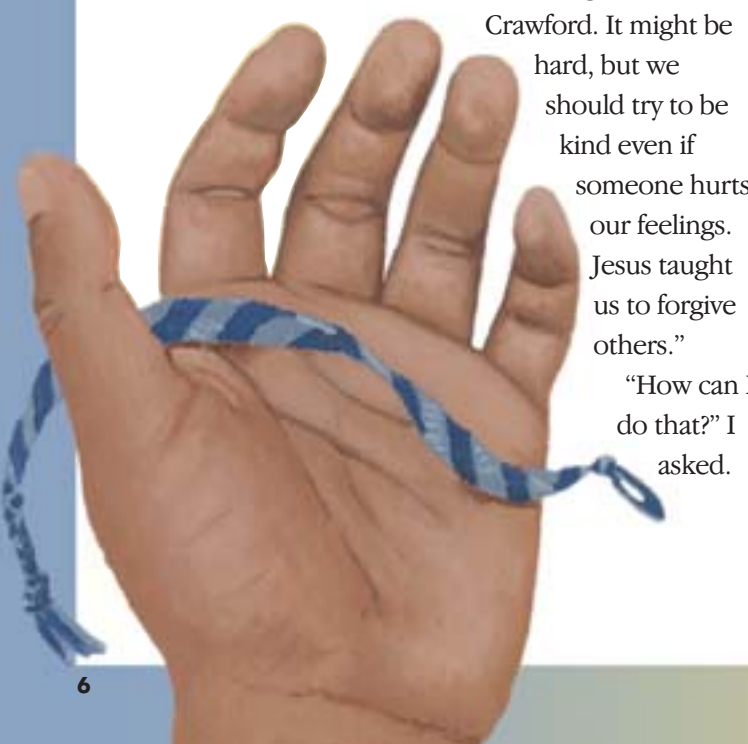 Crawford. It might be
hard, but we
should try to be
kind even if
someone hurts
our feelings.
Jesus taught
us to forgive
others.”
“How can I
do that?” I
asked.
6